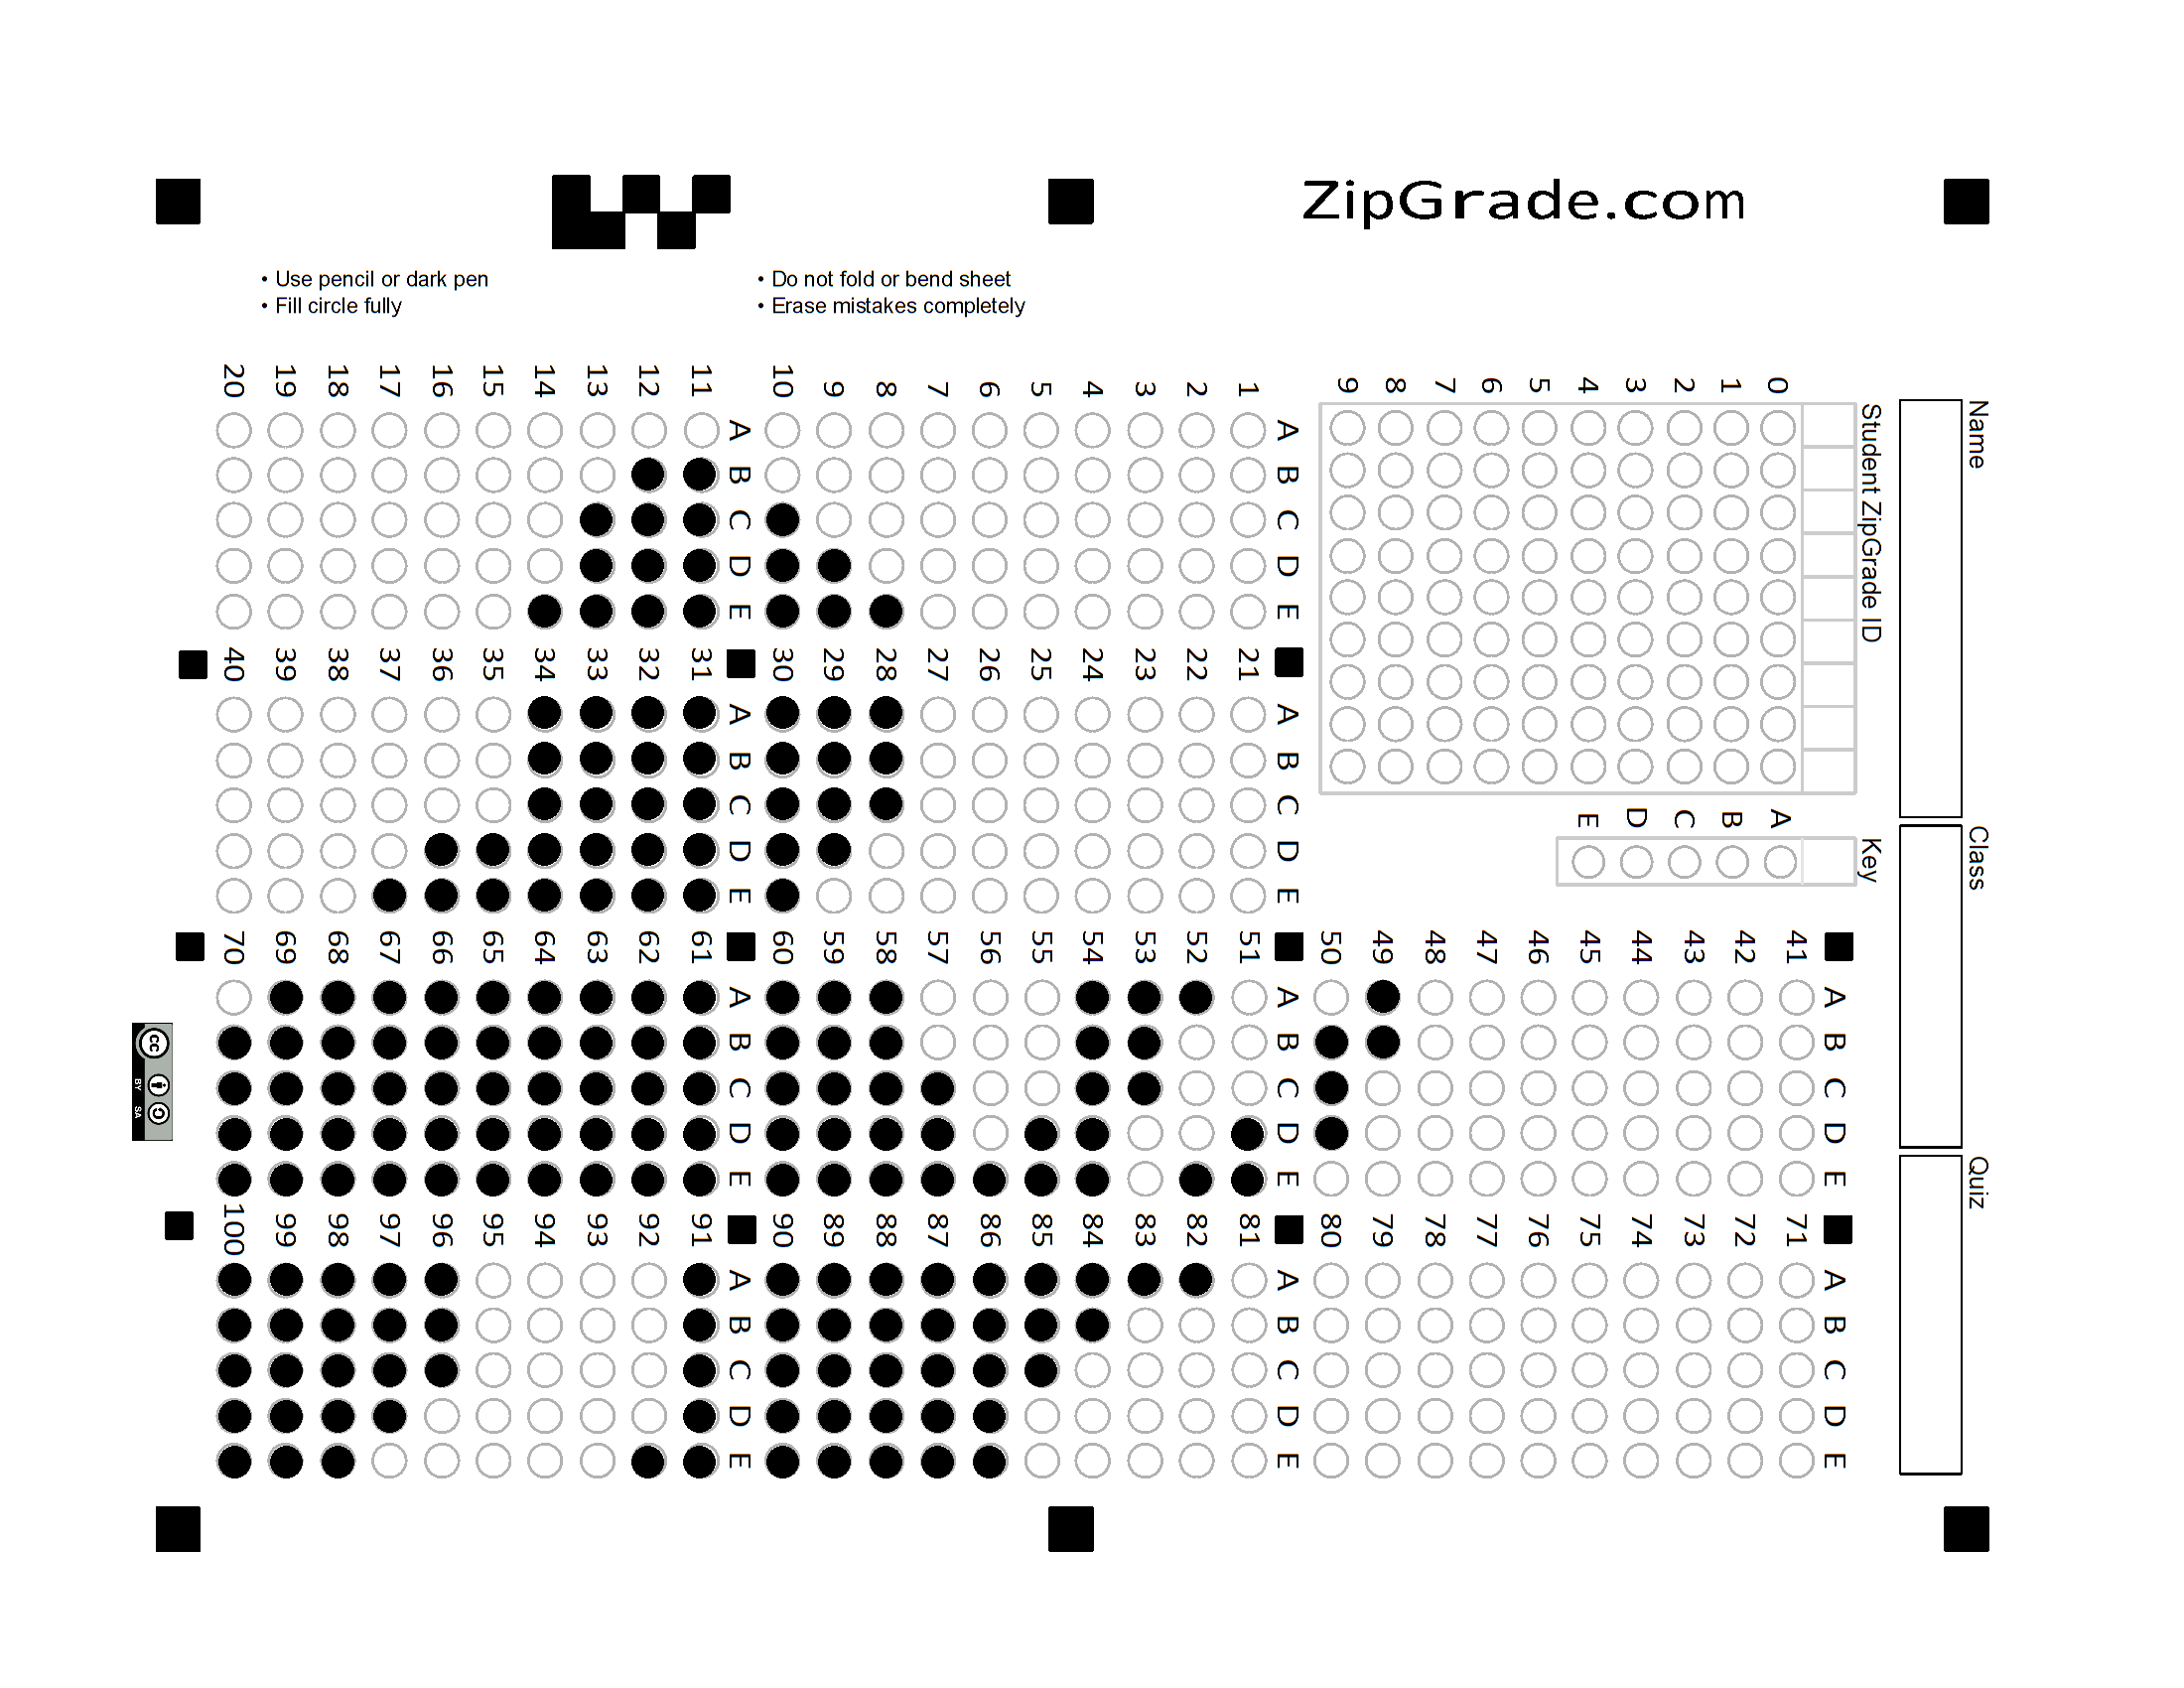 ZipGrade.com
• Use pencil or dark pen
• Fill circle fully
• Do not fold or bend sheet
• Erase mistakes completely
Name
Class
Quiz
Student ZipGrade ID
0 1 2 3 4 5 6 7 8 9
Key
A B C D E
A B C D E
1 2 3 4 5 6 7 8 9 10
A B C D E
11 12 13 14 15 16 17 18 19 20
A B C D E
21 22 23 24 25 26 27 28 29 30
A B C D E
31 32 33 34 35 36 37 38 39 40
A B C D E
41 42 43 44 45 46 47 48 49 50
A B C D E
51 52 53 54 55 56 57 58 59 60
A B C D E
61 62 63 64 65 66 67 68 69 70
A B C D E
71 72 73 74 75 76 77 78 79 80
A B C D E
81 82 83 84 85 86 87 88 89 90
A B C D E
91 92 93 94 95 96 97 98 99 100
cc
BY SA